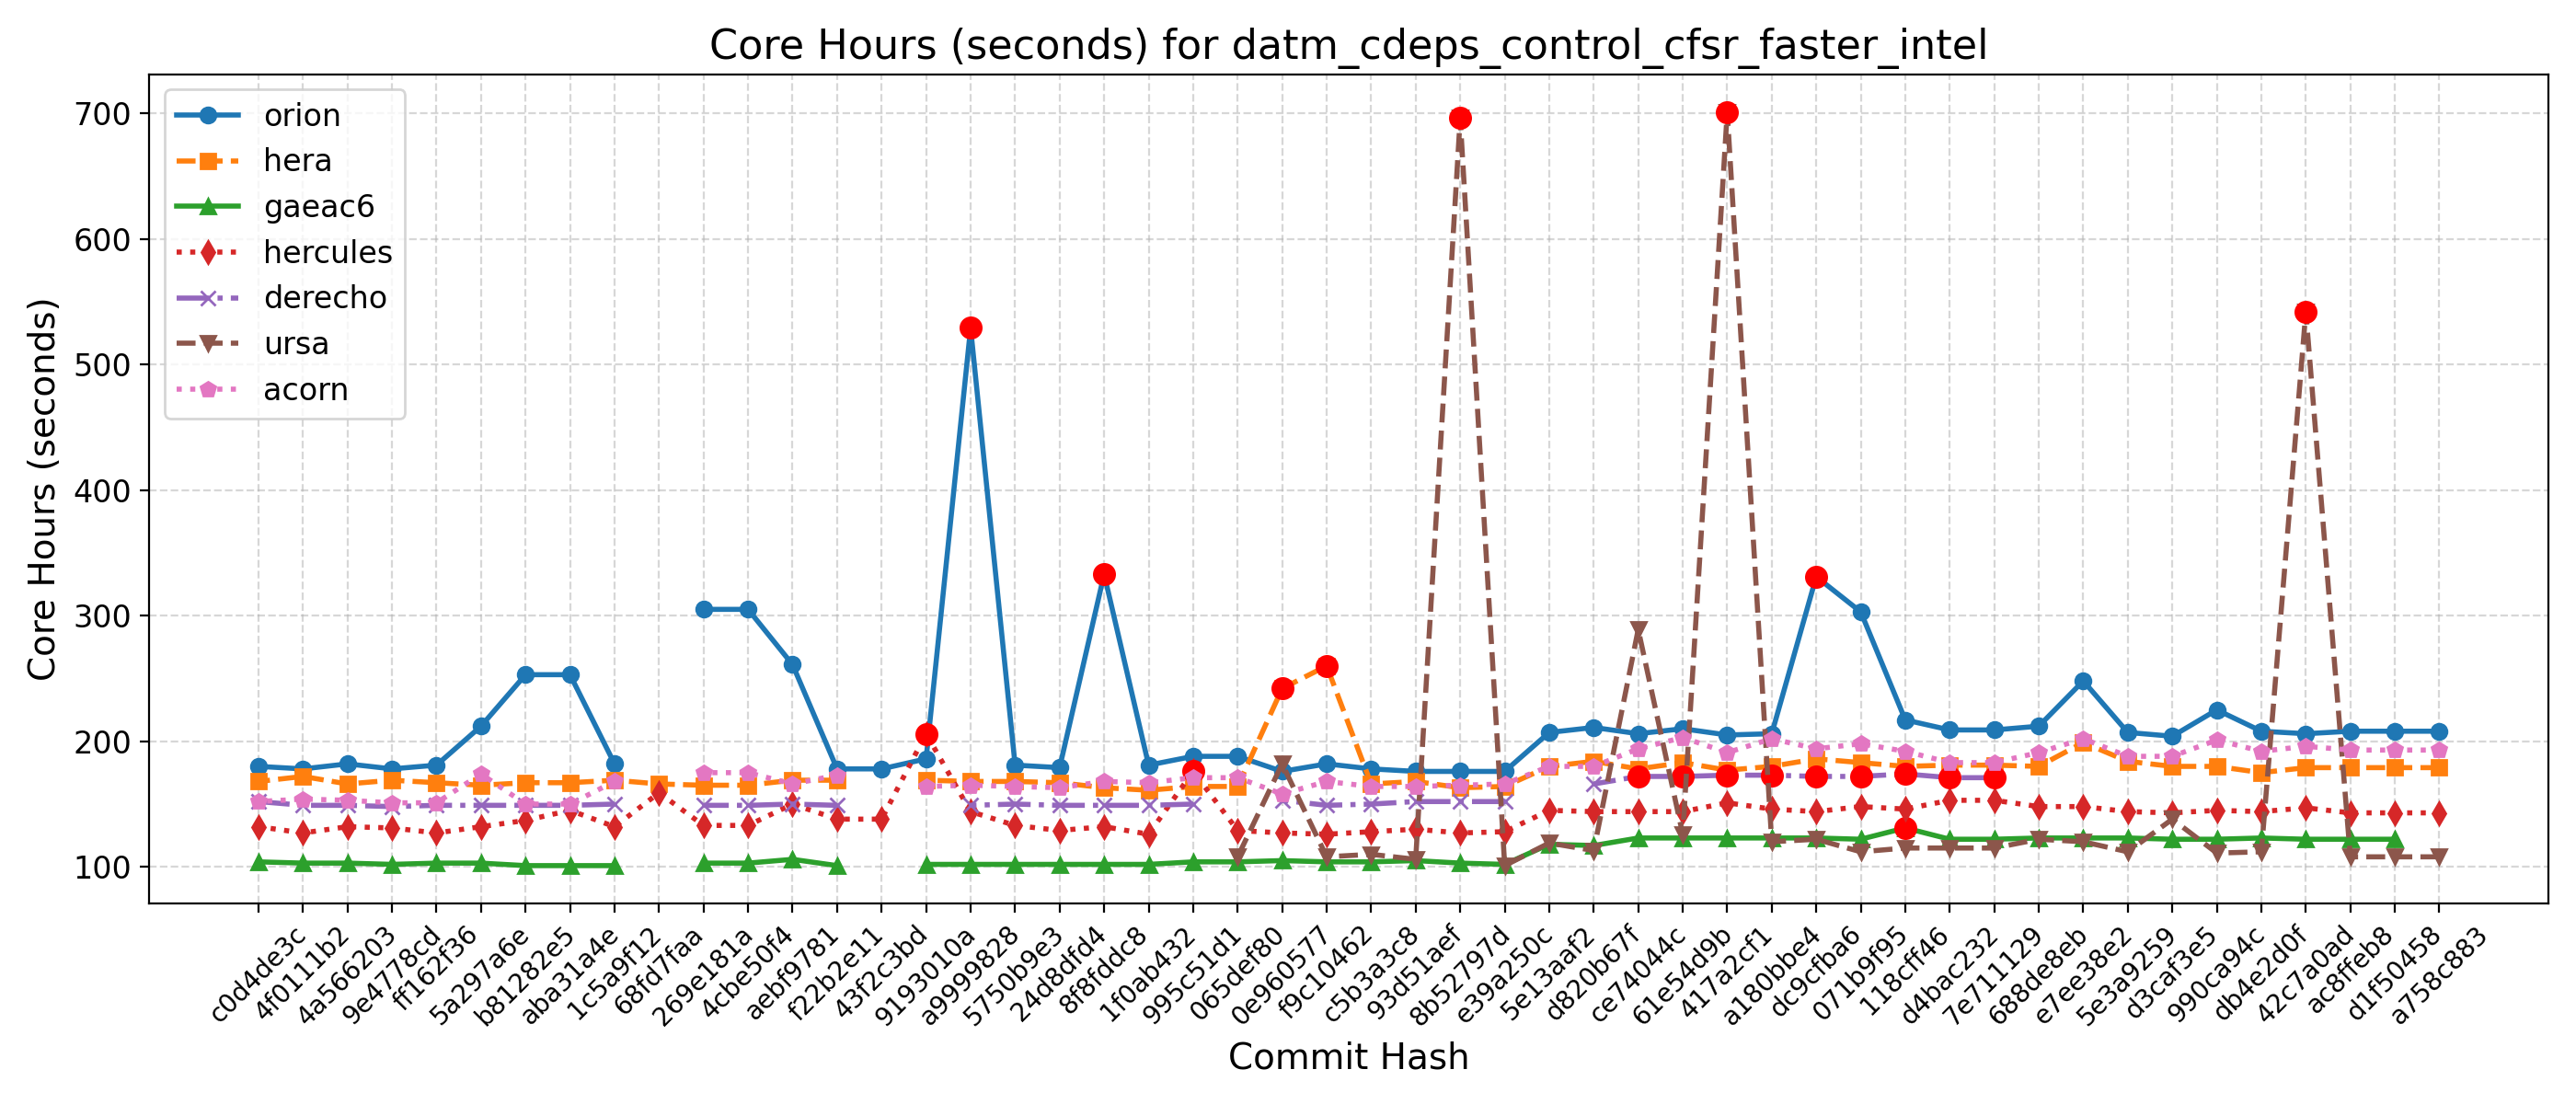 Core Hours (seconds) for datm_cdeps_control_cfsr_faster_intel
Core Hours (seconds)
700
600
500
400
300
200
100
orion
hera
gaeac6
hercules
derecho
ursa
acorn
c0d4de3c
4f0111b2
4a566203
9e4778cd
ff162f36
5a297a6e
b81282e5
aba31a4e
1c5a9f12
68fd7faa
269e181a
4cbe50f4
aebf9781
f22b2e11
43f2c3bd
9193010a
a9999828
5750b9e3
24d8dfd4
8f8fddc8
1f0ab432
995c51d1
065def80
0e960577
f9c10462
c5b3a3c8
93d51aef
8b52797d
e39a250c
5e13aaf2
d820b67f
ce74044c
61e54d9b
417a2cf1
a180bbe4
dc9cfba6
071b9f95
118cff46
d4bac232
7e711129
688de8eb
e7ee38e2
5e3a9259
d3caf3e5
990ca94c
db4e2d0f
42c7a0ad
ac8ffeb8
d1f50458
a758c883
Commit Hash